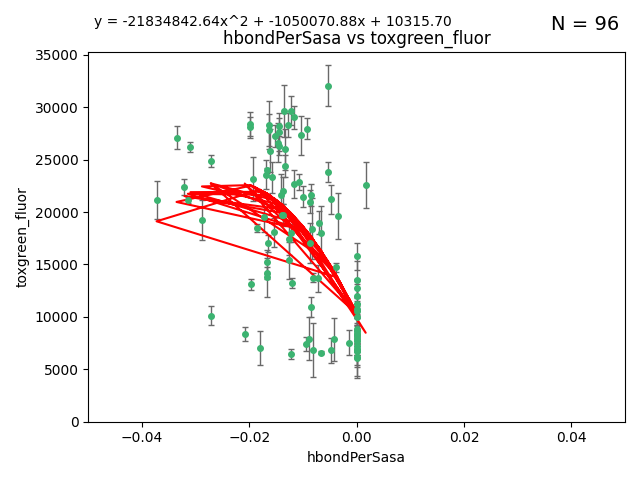 y = -21834842.64x^2 + -1050070.88x + 10315.70
N = 96
hbondPerSasa vs toxgreen_fluor
35000
30000
25000
20000
15000
10000
5000
0
toxgreen_fluor
−0.04
−0.02
0.00
0.02
0.04
hbondPerSasa